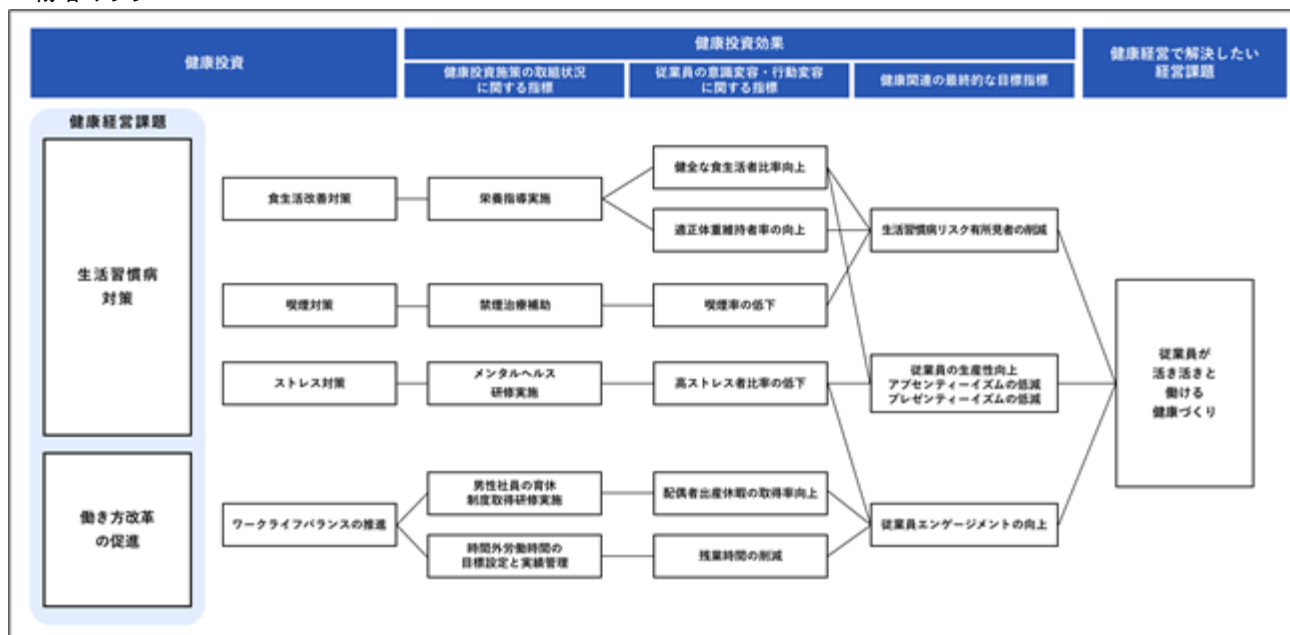 健康投資
健康投資効果
健康経営で解決したい
経営課題
健康投資施策の取組状況
に関する指標
従業員の意識変容・行動変容
に関する指標
健康関連の最終的な目標指標
健康経営課題
生活習慣病
対策
働き方改革
の促進
食生活改善対策
喫煙対策
ストレス対策
ワークライフバランスの推進
栄養指導実施
禁煙治療補助
メンタルヘルス
研修実施
男性社員の育休
制度取得研修実施
時間外労働時間の
目標設定と実績管理
健全な食生活者比率向上
適正体重維持者率の向上
喫煙率の低下
高ストレス者比率の低下
配偶者出産休暇の取得率向上
残業時間の削減
生活習慣病リスク有所見者の削減
従業員の生産性向上
アブセンティーイズムの低減
プレゼンティーイズムの低減
従業員エンゲージメントの向上
従業員が
活き活きと
働ける
健康づくり